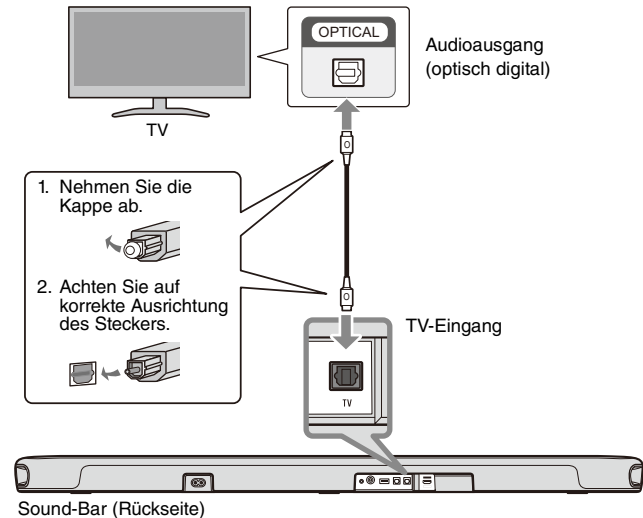 OPTICAL
Audioausgang
(optisch digital)
TV
1. Nehmen Sie die
Kappe ab.
2. Achten Sie auf
korrekte Ausrichtung
des Steckers.
TV-Eingang
TV
Sound-Bar (Rückseite)